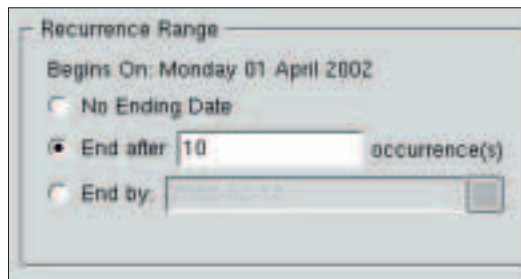 Recurrence Range
Begins On: Monday 01 April 2002
No Ending Date
End after 10 occurrence(s)
End by: